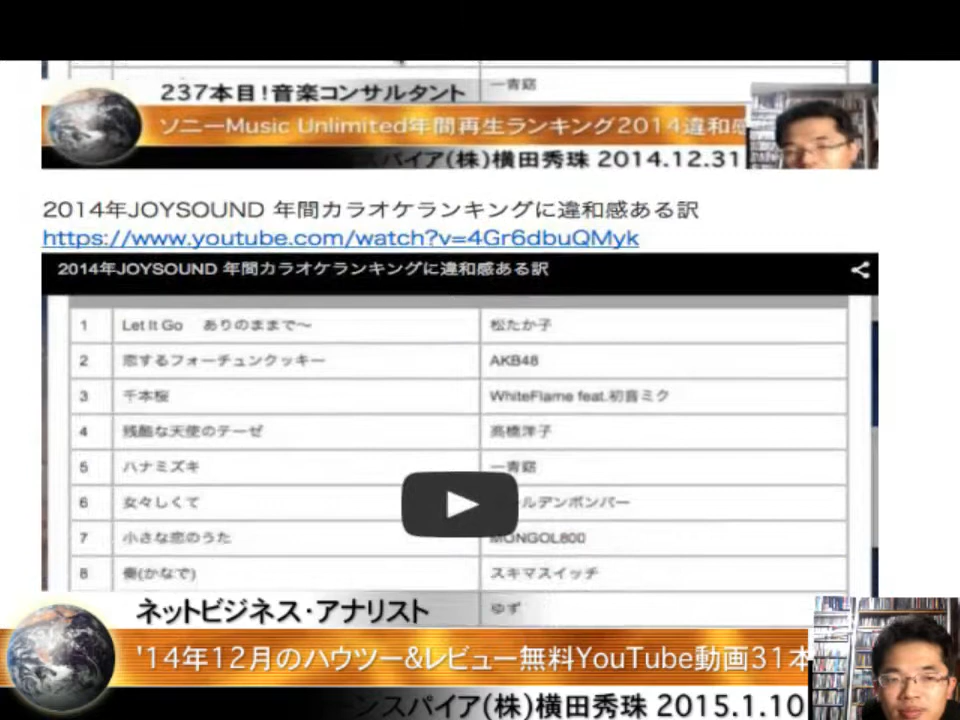 一青窈
237本目!音楽コンサルタント
ソニーMusic Unlimited年間再生ランキング2014違和感
スパイア(株)横田秀珠 2014.12.31
2014年JOYSOUND 年間カラオケランキングに違和感ある訳
https://www.youtube.com/watch?v=4Gr6dbuQMyk
2014年JOYSOUND 年間カラオケランキングに違和感ある訳
1 Let It Go ありのままで〜 松たか子
2 恋するフォーチュンクッキー AKB48
3 千本桜 WhiteFlame feat.初音ミク
4 残酷な天使のテーゼ 高橋洋子
5 ハナミズキ 一青窈
6 女々しくて ールデンボンバー
7 小さな恋のうた MONGOL800
8 奏(かなで) スキマスイッチ
ゆず
ネットビジネス・アナリスト
'14年12月のハウツー&レビュー無料YouTube動画31本
ンスパイア(株)横田秀珠 2015.1.10